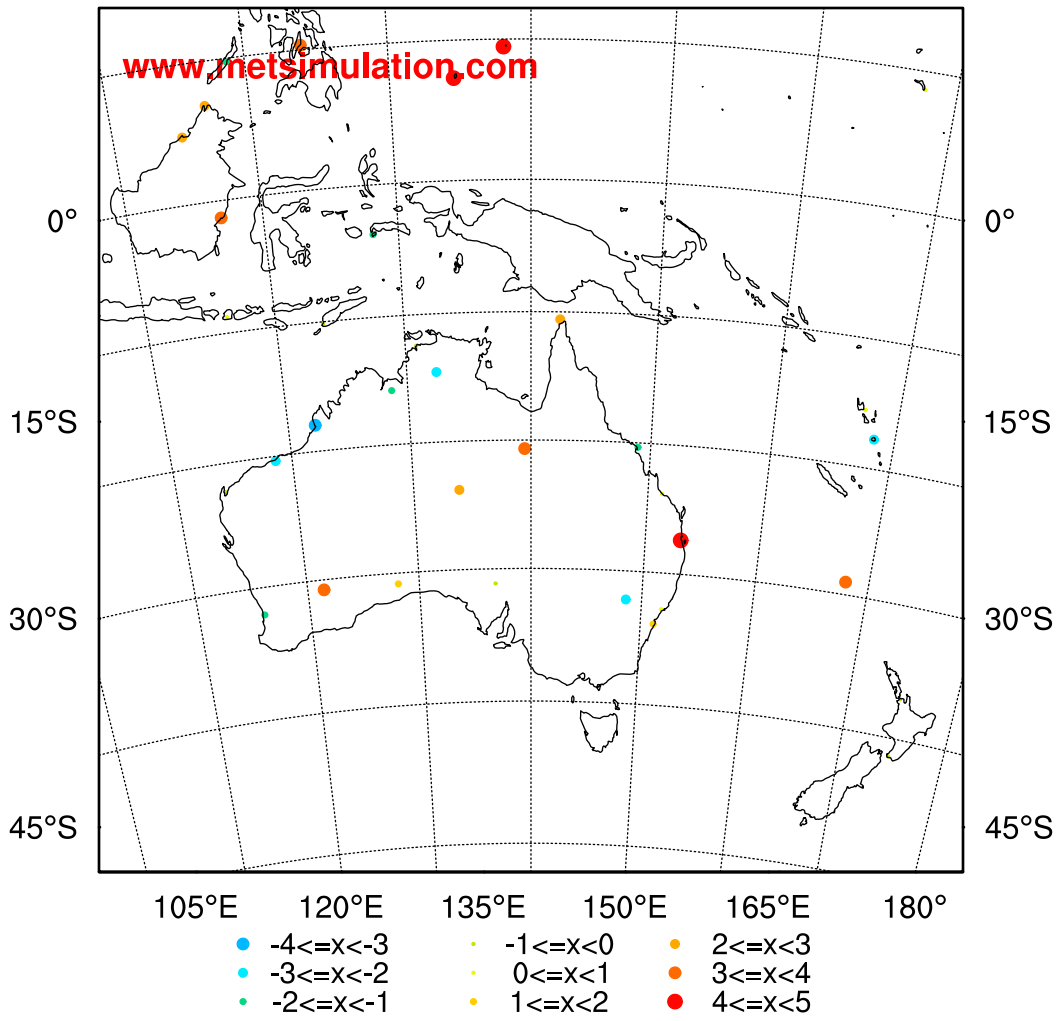 www.metsimulation.com
0° 0°
15°S 15°S
30°S 30°S
45°S 45°S
105°E 120°E 135°E 150°E 165°E 180°
-4<=x<-3 -1<=x<0 2<=x<3
-3<=x<-2 0<=x<1 3<=x<4
-2<=x<-1 1<=x<2 4<=x<5